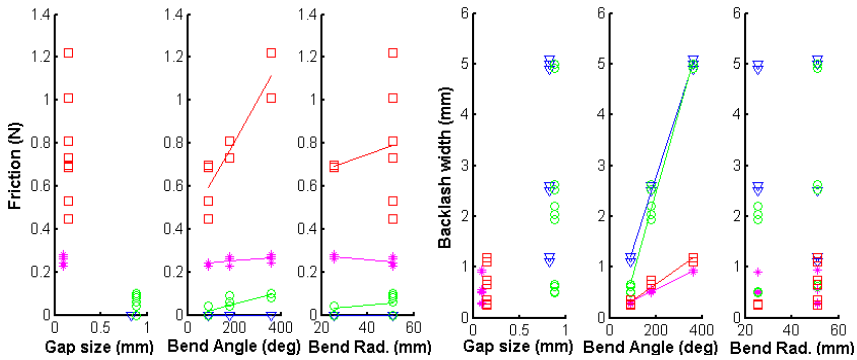 1.4 1.4 1.4 6 6 6
1.2 1.2 1.2 5 5 5
1 1 1 4 4 4
0.8 0.8 0.8 3 3 3
0.6 0.6 0.6 2 2 2
0.4 0.4 0.4 1 1 1
0.2 0.2 0.2 0 0 0
0 0 0
Friction (N)
Backlash width (mm)
0 0.5 1 0 200 400 20 40 60 0 0.5 1 0 200 400 20 40 60
Gap size (mm) Bend Angle (deg) Bend Rad. (mm) Gap size (mm) Bend Angle (deg) Bend Rad. (mm)